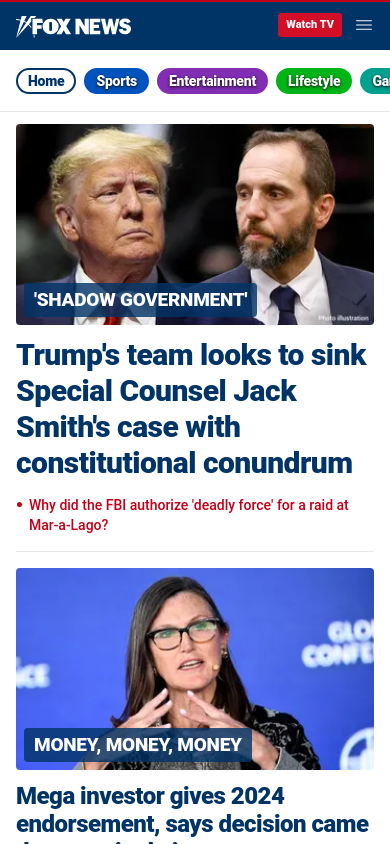 FOX NEWS
Watch TV
Home Sports Entertainment Lifestyle Ga
'SHADOW GOVERNMENT'
Photo illustration
Trump's team looks to sink
Special Counsel Jack
Smith's case with
constitutional conundrum
• Why did the FBI authorize 'deadly force' for a raid at
Mar-a-Lago?
GLO
CONFE
NCE
MONEY, MONEY, MONEY
Mega investor gives 2024
endorsement, says decision came